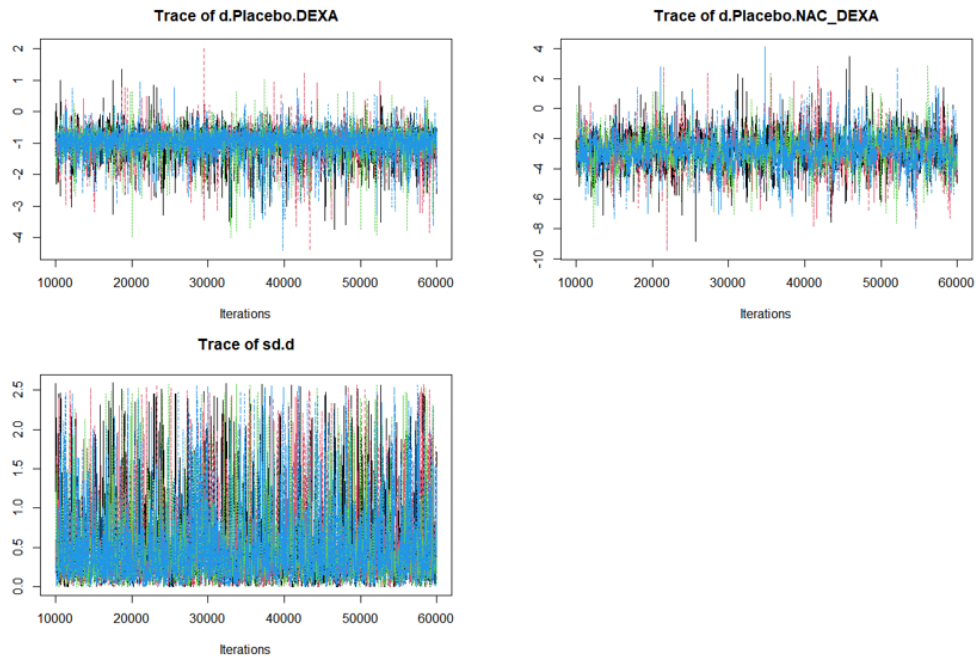 Trace of d.Placebo.DEXA
2
1
0
-1
-2
-3
-4
10000 20000 30000 40000 50000 60000
Iterations
Trace of d.Placebo.NAC_DEXA
4
2
0
-2
-4
-6
-8
-10
10000 20000 30000 40000 50000 60000
Iterations
Trace of sd.d
2.5
2.0
1.5
1.0
0.5
0.0
10000 20000 30000 40000 50000 60000
Iterations